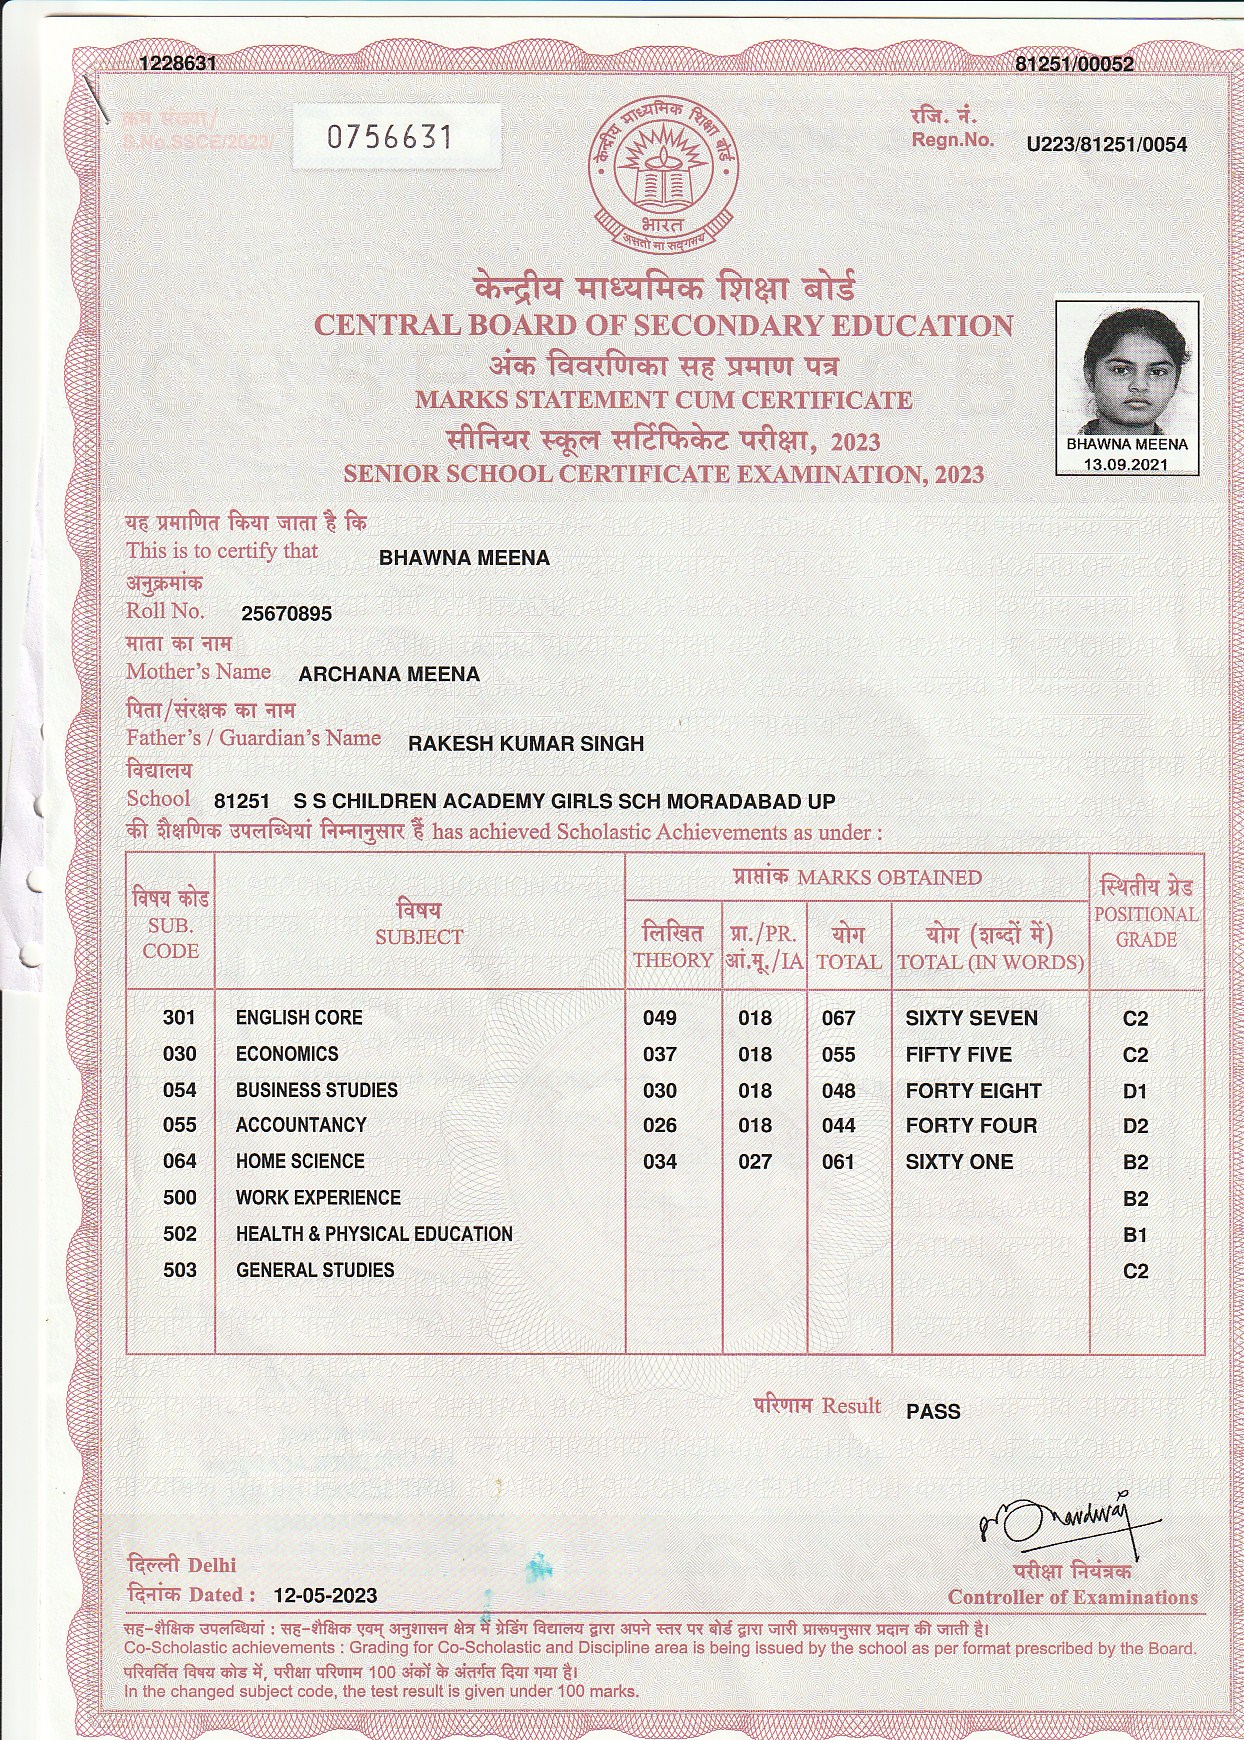 1228631
81251/00052
क्रम संख्या/
S.No.SSCE/2023/
0756631
केन्द्रीय माध्यमिक शिक्षा बोर्ड
भारत
असतो मा सद्गमय
रजि. नं.
Regn.No. U223/81251/0054
केन्द्रीय माध्यमिक शिक्षा बोर्ड
CENTRAL BOARD OF SECONDARY EDUCATION
अंक विवरणिका सह प्रमाण पत्र
MARKS STATEMENT CUM CERTIFICATE
सीनियर स्कूल सर्टिफिकेट परीक्षा, 2023
SENIOR SCHOOL CERTIFICATE EXAMINATION, 2023
BHAWNA MEENA
13.09.2021
यह प्रमाणित किया जाता है कि
This is to certify that BHAWNA MEENA
अनुक्रमांक
Roll No. 25670895
माता का नाम
Mother's Name ARCHANA MEENA
पिता/संरक्षक का नाम
Father's / Guardian's Name RAKESH KUMAR SINGH
विद्यालय
School 81251 S S CHILDREN ACADEMY GIRLS SCH MORADABAD UP
की शैक्षणिक उपलब्धियां निम्नानुसार हैं has achieved Scholastic Achievements as under :
विषय कोड
SUB.
CODE
विषय
SUBJECT
प्राप्तांक MARKS OBTAINED
लिखित
THEORY
प्रा./PR.
आं.मू./IA
योग
TOTAL
योग (शब्दों में)
TOTAL (IN WORDS)
स्थितीय ग्रेड
POSITIONAL
GRADE
301 ENGLISH CORE 049 018 067 SIXTY SEVEN C2
030 ECONOMICS 037 018 055 FIFTY FIVE C2
054 BUSINESS STUDIES 030 018 048 FORTY EIGHT D1
055 ACCOUNTANCY 026 018 044 FORTY FOUR D2
064 HOME SCIENCE 034 027 061 SIXTY ONE B2
500 WORK EXPERIENCE B2
502 HEALTH & PHYSICAL EDUCATION B1
503 GENERAL STUDIES C2
परिणाम Result PASS
दिल्ली Delhi
दिनांक Dated : 12-05-2023
परीक्षा नियंत्रक
Controller of Examinations
सह-शैक्षिक उपलब्धियां : सह-शैक्षिक एवम् अनुशासन क्षेत्र में ग्रेडिंग विद्यालय द्वारा अपने स्तर पर बोर्ड द्वारा जारी प्रारूपनुसार प्रदान की जाती है।
Co-Scholastic achievements : Grading for Co-Scholastic and Discipline area is being issued by the school as per format prescribed by the Board.
परिवर्तित विषय कोड में, परीक्षा परिणाम 100 अंकों के अंतर्गत दिया गया है।
In the changed subject code, the test result is given under 100 marks.